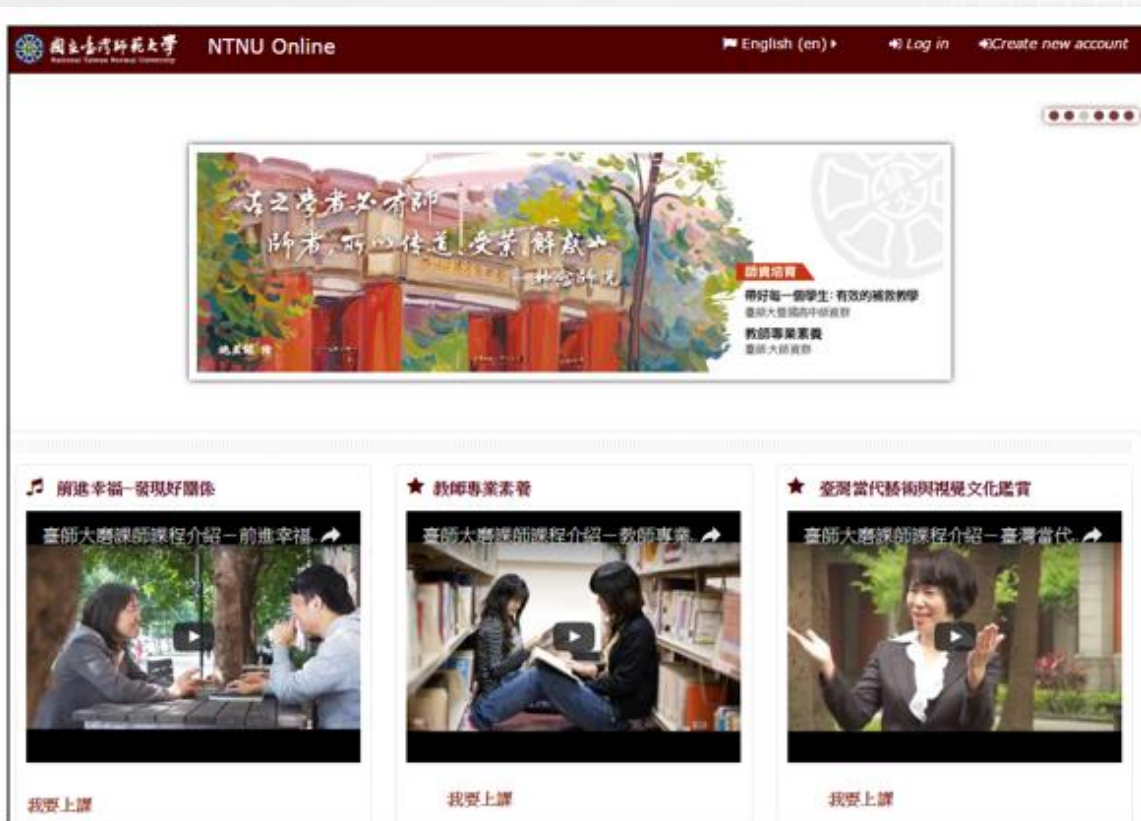 國立臺灣師範大學
National Taiwan Normal University
NTNU Online
English (en)
Log in
Create new account
古之學者必有師
師者,所以傳道、受業、解惑也
師資培育
帶好每一個學生:有效的補救教學
教師專業素養
前進幸福-發現好關係
教師專業素養
臺灣當代藝術與視覺文化鑑賞
臺師大磨課師課程介紹－前進幸福
臺師大磨課師課程介紹－教師專業
臺師大磨課師課程介紹－臺灣當代
我要上課
我要上課
我要上課